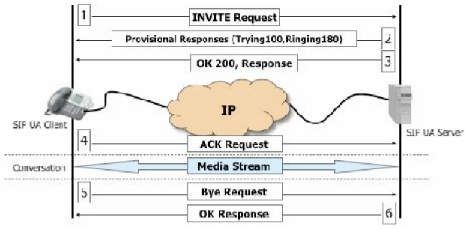 1
INVITE Request
Provisional Responses (Trying100,Ringing180)
2
OK 200, Response
3
IP
SIP UA Client
SIP UA Server
4
ACK Request
Conversation
Media Stream
5
Bye Request
OK Response
6